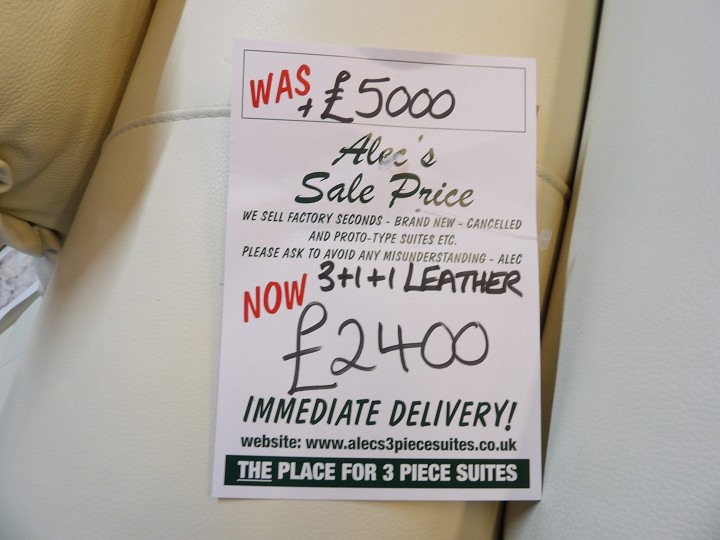 WAS
+ £5000
Alec's
Sale Price
WE SELL FACTORY SECONDS - BRAND NEW - CANCELLED
AND PROTO-TYPE SUITES ETC.
PLEASE ASK TO AVOID ANY MISUNDERSTANDING - ALEC
NOW 3+1+1 LEATHER
£2400
IMMEDIATE DELIVERY!
website: www.alecs3piecesuites.co.uk
THE PLACE FOR 3 PIECE SUITES